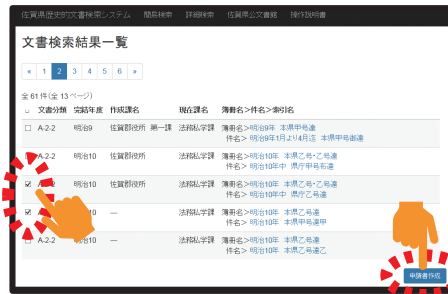 佐賀県歴史的文書検索システム 簡易検索 詳細検索 佐賀県公文書館 操作説明書
文書検索結果一覧
« 1 2 3 4 5 6 »
全 61 件(全 13 ページ)
文書分類 完結年度 作成課名 現在課名 簿冊名>件名>索引名
A-2-2 明治9 佐賀郡役所 第一課 法務私学課 簿冊名>明治9年 本県甲号達
件名> 明治9年1月より4月迄 本県甲号御達
A-2-2 明治10 佐賀郡役所 法務私学課 簿冊名>明治10年 本県乙号・乙号達
件名> 明治10年中 県庁甲号布達
2 明治10 佐賀郡役所 法務私学課 簿冊名>明治10年 本県乙号・乙号達
件名> 明治10年中 県庁乙号達
明治10 — 法務私学課 簿冊名>明治10年 本県乙号達
件名> 明治10年 本県甲号達甲
A-2-2 明治10 — 法務私学課 簿冊名>明治10年 本県乙号達
件名> 明治10年 本県乙号達乙
申請書作成